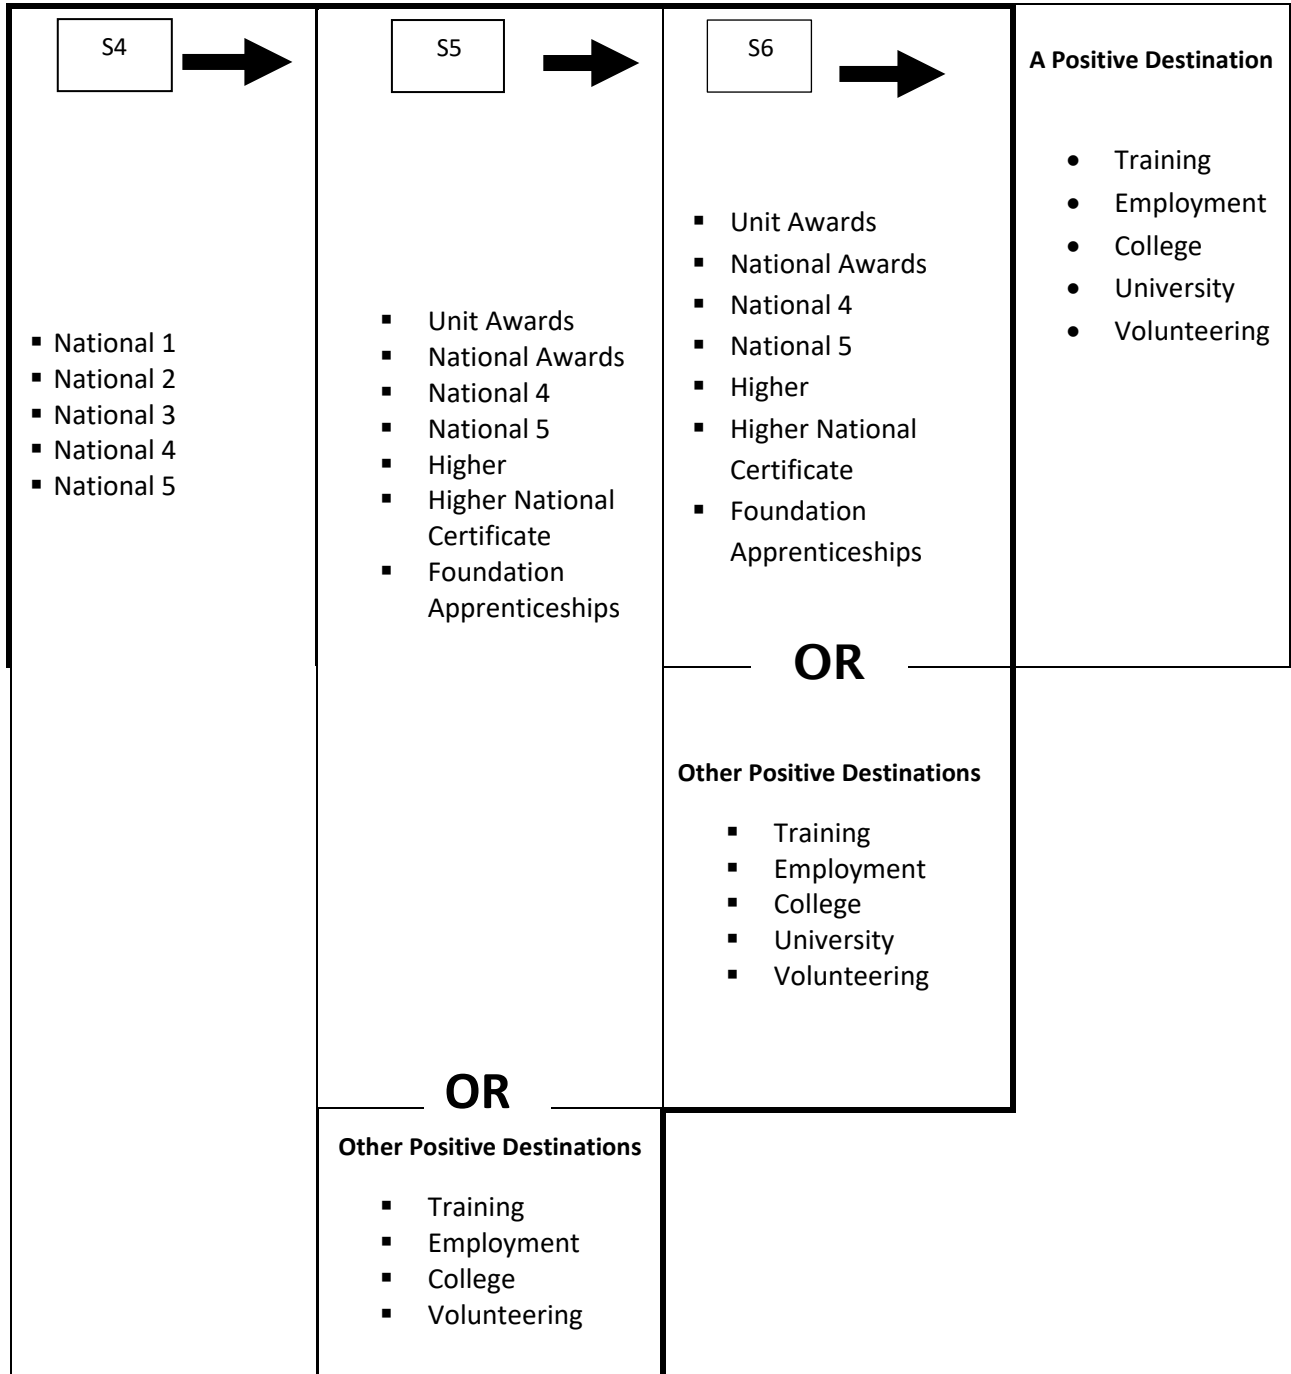 S4
National 1
National 2
National 3
National 4
National 5
S5
Unit Awards
National Awards
National 4
National 5
Higher
Higher National
Certificate
Foundation
Apprenticeships
OR
Other Positive Destinations
Training
Employment
College
Volunteering
S6
Unit Awards
National Awards
National 4
National 5
Higher
Higher National
Certificate
Foundation
Apprenticeships
OR
Other Positive Destinations
Training
Employment
College
University
Volunteering
A Positive Destination
Training
Employment
College
University
Volunteering